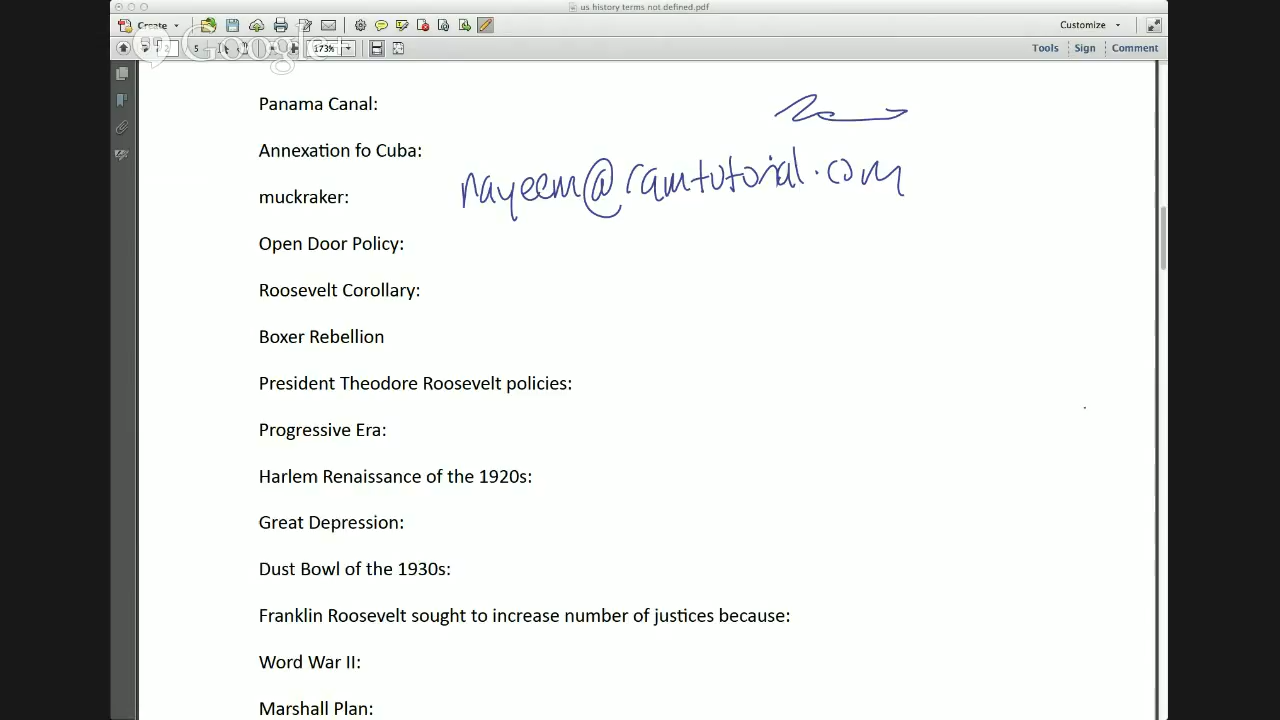 us history terms not defined.pdf
Create
Customize
Google+
2
5
173%
Tools
Sign
Comment
Panama Canal:
Annexation fo Cuba:
nayeem@ramtutorial.com
muckraker:
Open Door Policy:
Roosevelt Corollary:
Boxer Rebellion
President Theodore Roosevelt policies:
Progressive Era:
Harlem Renaissance of the 1920s:
Great Depression:
Dust Bowl of the 1930s:
Franklin Roosevelt sought to increase number of justices because:
Word War II:
Marshall Plan: